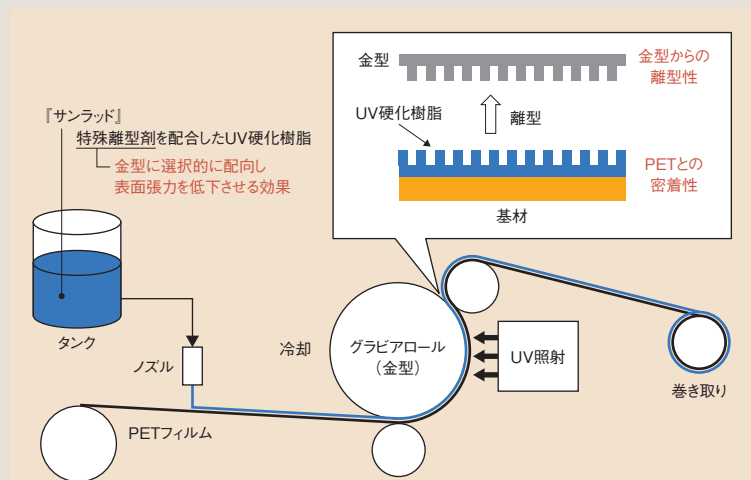 『サンラッド』
特殊離型剤を配合したUV硬化樹脂
金型に選択的に配向し
表面張力を低下させる効果
タンク
ノズル
PETフィルム
金型
金型からの
離型性
UV硬化樹脂
離型
PETとの
密着性
基材
冷却
グラビアロール
（金型）
UV照射
巻き取り